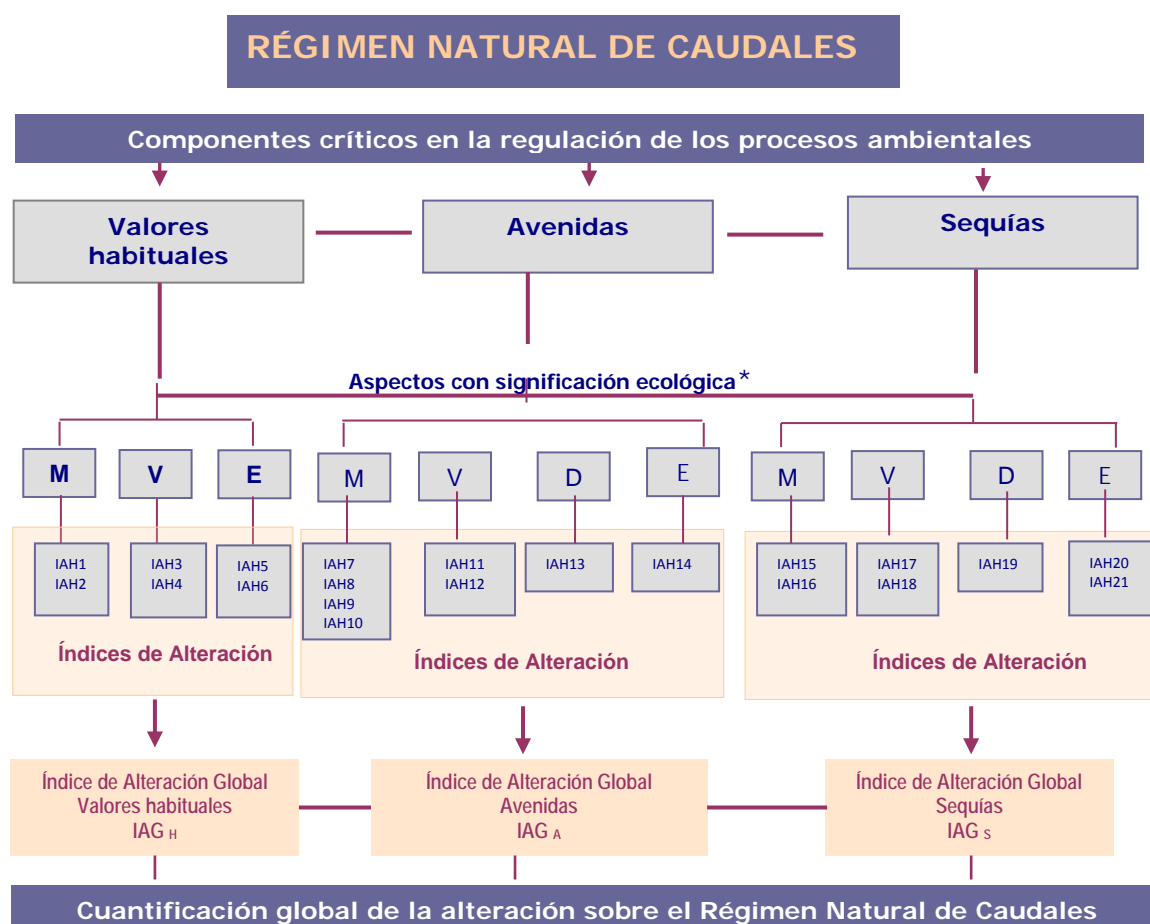 RÉGIMEN NATURAL DE CAUDALES
Componentes críticos en la regulación de los procesos ambientales
Valores
habituales
Avenidas
Sequías
Aspectos con significación ecológica*
M
V
E
M
V
D
E
M
V
D
E
IAH1
IAH2
IAH3
IAH4
IAH5
IAH6
IAH7
IAH8
IAH9
IAH10
IAH11
IAH12
IAH13
IAH14
IAH15
IAH16
IAH17
IAH18
IAH19
IAH20
IAH21
Índices de Alteración
Índices de Alteración
Índices de Alteración
Índice de Alteración Global
Valores habituales
IAG H
Índice de Alteración Global
Avenidas
IAG A
Índice de Alteración Global
Sequías
IAG S
Cuantificación global de la alteración sobre el Régimen Natural de Caudales